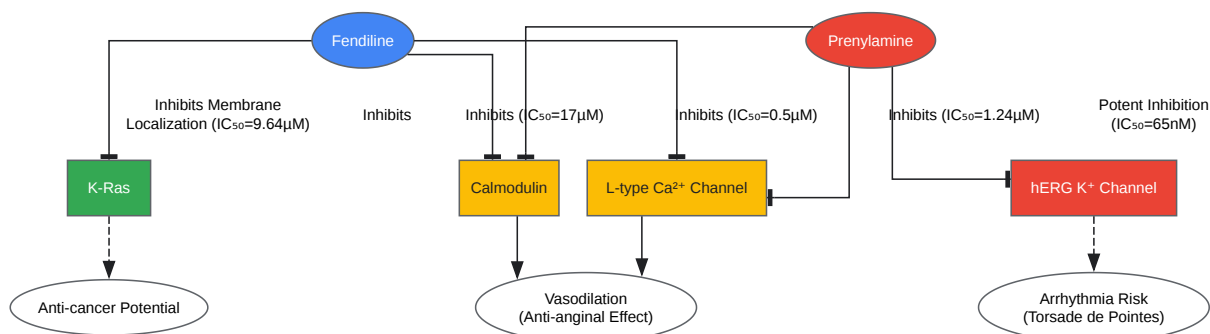 Fendiline
Prenylamine
Inhibits Membrane
Localization (IC₅₀=9.64µM)
Inhibits
Inhibits (IC₅₀=17µM)
Inhibits (IC₅₀=0.5µM)
Inhibits (IC₅₀=1.24µM)
Potent Inhibition
(IC₅₀=65nM)
K-Ras
Calmodulin
L-type Ca²⁺ Channel
hERG K⁺ Channel
Anti-cancer Potential
Vasodilation
(Anti-anginal Effect)
Arrhythmia Risk
(Torsade de Pointes)